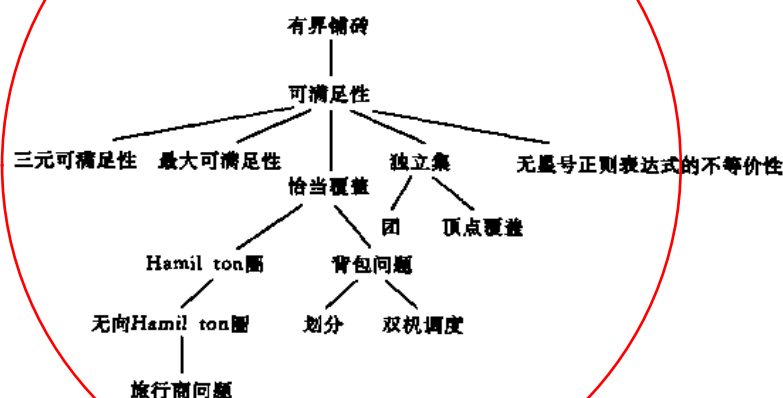 有界铺砖
可满足性
三元可满足性 最大可满足性 独立集 无星号正则表达式的不等价性
恰当覆盖
团 顶点覆盖
Hamil ton圈 背包问题
无向Hamil ton圈 划分 双机调度
旅行商问题